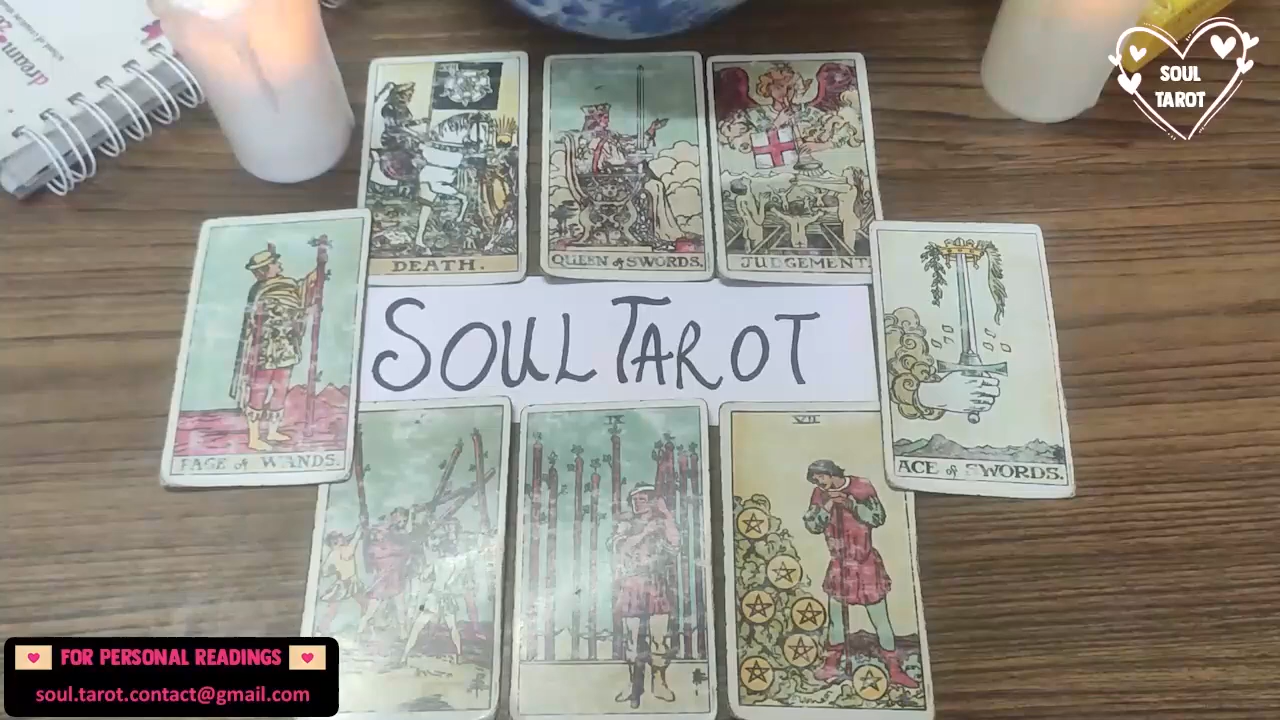 dream
SOUL
TAROT
DEATH.
QUEEN of SWORDS.
JUDGEMENT.
SOUL TAROT
PAGE of WANDS.
ACE of SWORDS.
IX
VII
FOR PERSONAL READINGS
soul.tarot.contact@gmail.com